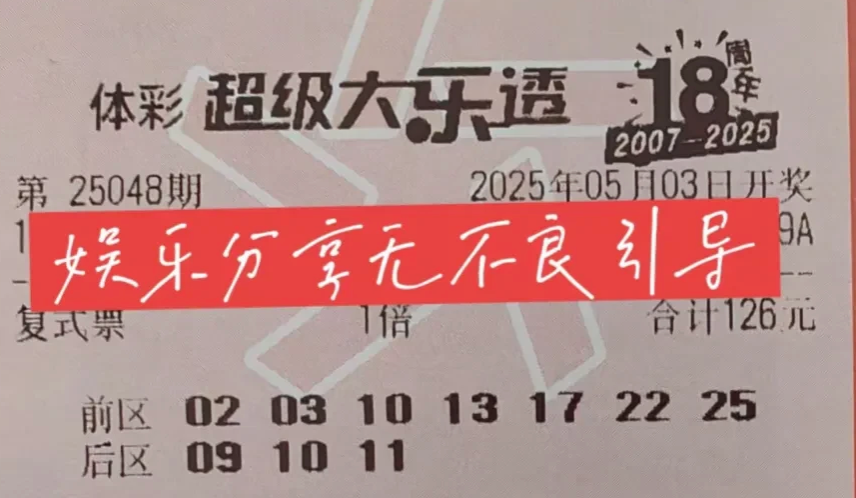 体彩 超级大乐透 18周年
2007-2025
第 25048期 2025年05月03日开奖
1 9A
娱乐分享无不良引导
复式票 1倍 合计126元
前区 02 03 10 13 17 22 25
后区 09 10 11